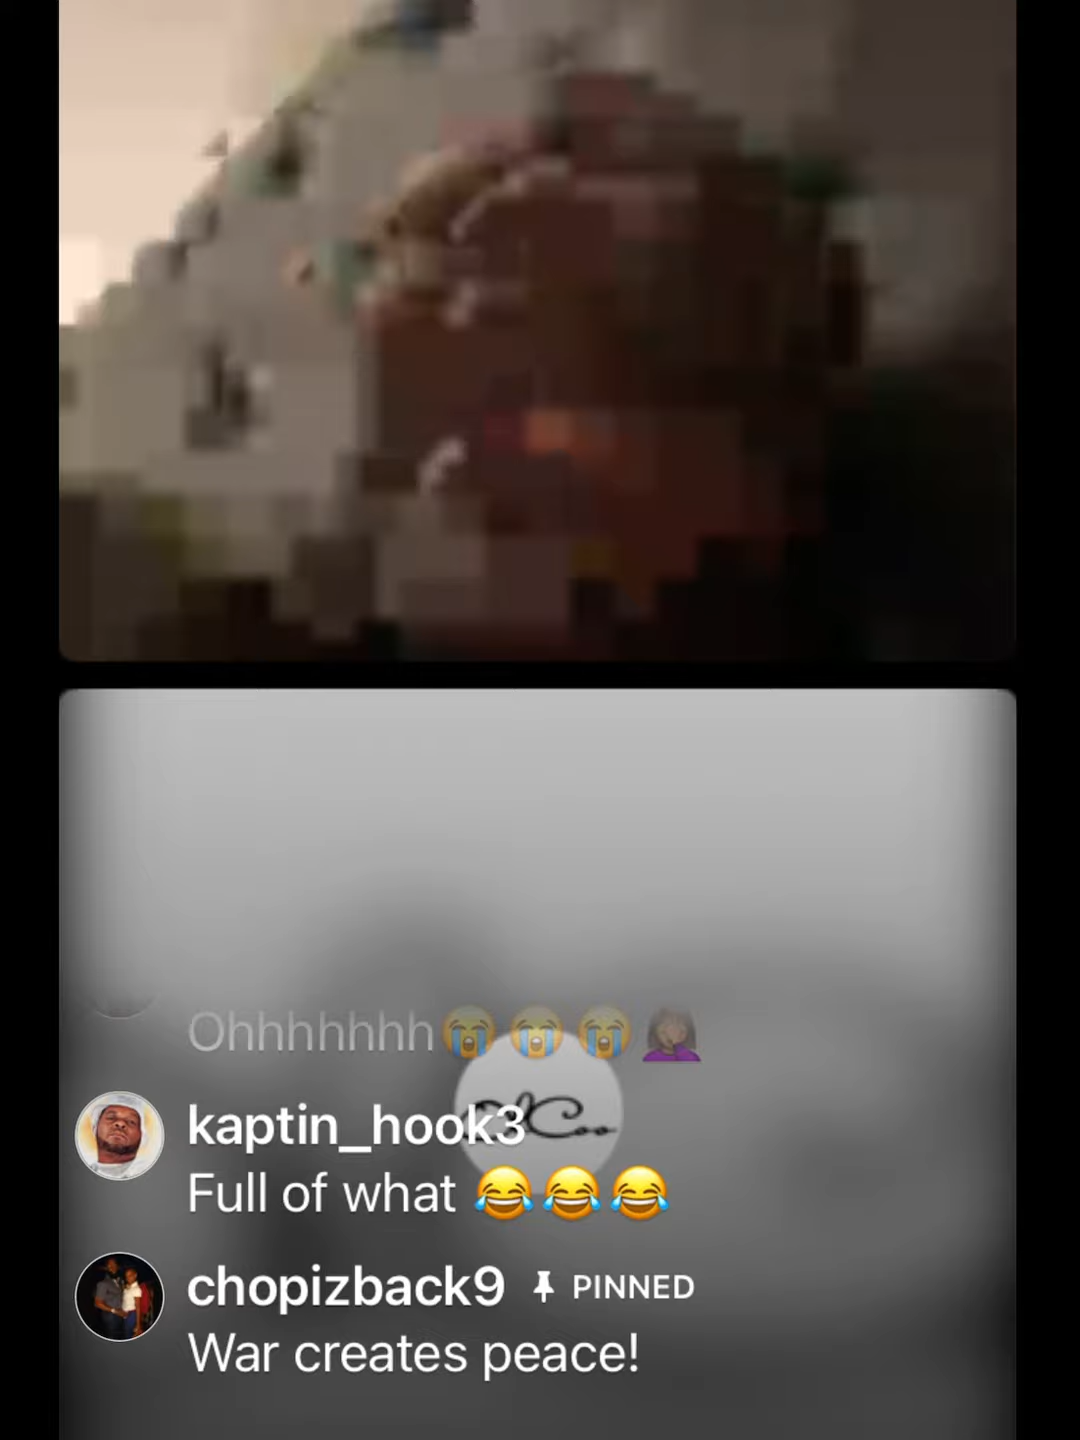 Ohhhhhhh😭😭😭🤦🏽‍♀️
kaptin_hook3
Full of what 😂😂😂
chopizback9 PINNED
War creates peace!